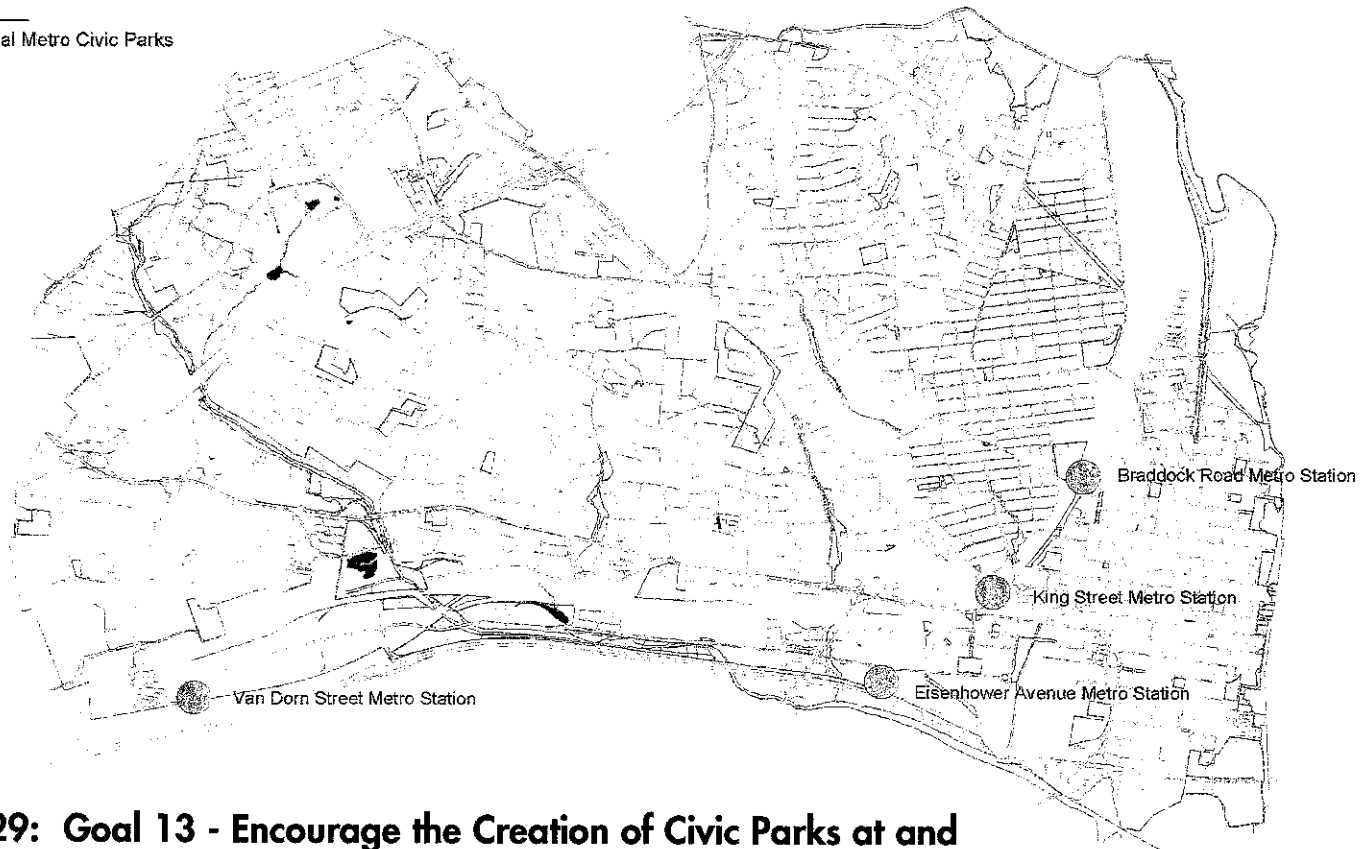 al Metro Civic Parks
Braddock Road Metro Station
King Street Metro Station
Eisenhower Avenue Metro Station
Van Dorn Street Metro Station
29: Goal 13 - Encourage the Creation of Civic Parks at and